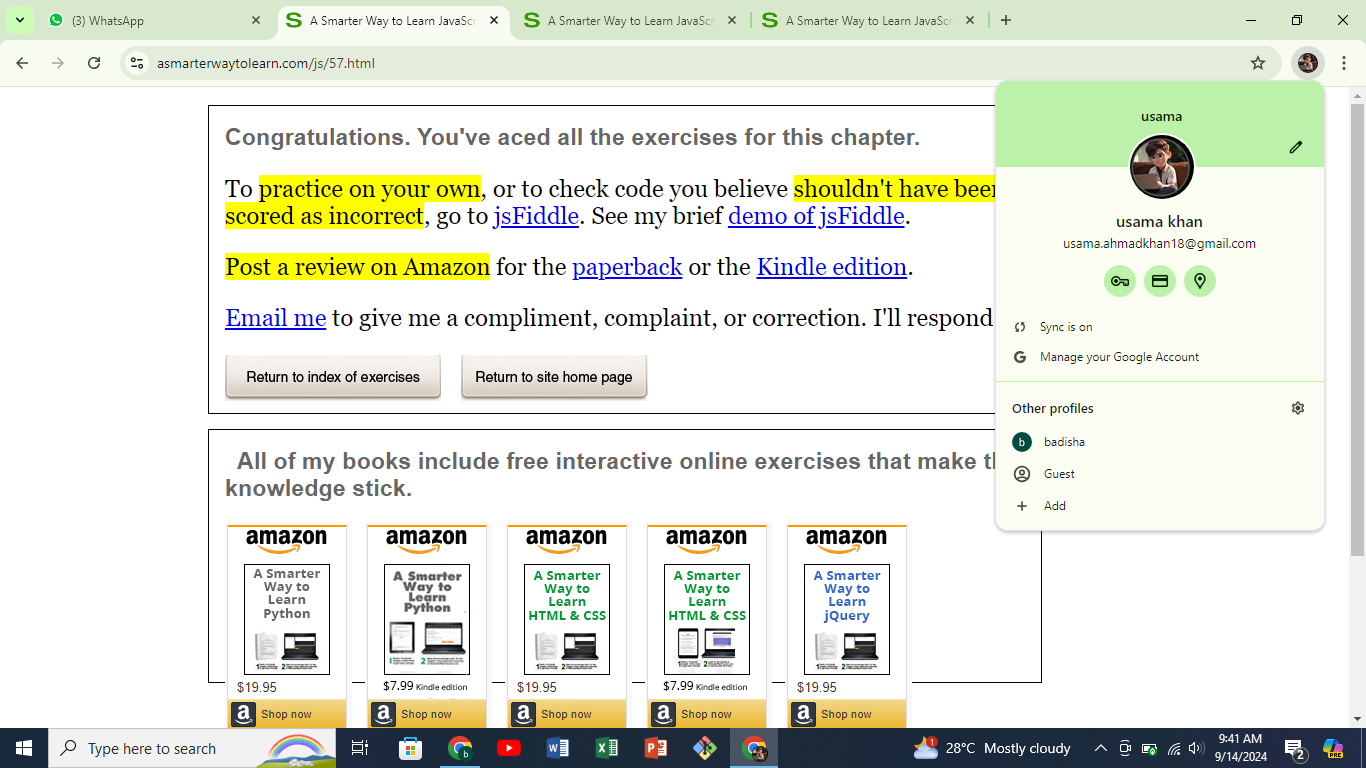 (3) WhatsApp
A Smarter Way to Learn JavaSc
A Smarter Way to Learn JavaSc
A Smarter Way to Learn JavaSc
asmarterwaytolearn.com/js/57.html
Congratulations. You've aced all the exercises for this chapter.
To practice on your own, or to check code you believe shouldn't have been
scored as incorrect, go to jsFiddle. See my brief demo of jsFiddle.
Post a review on Amazon for the paperback or the Kindle edition.
Email me to give me a compliment, complaint, or correction. I'll respond
Return to index of exercises
Return to site home page
usama
usama khan
usama.ahmadkhan18@gmail.com
Sync is on
Manage your Google Account
Other profiles
b badisha
Guest
Add
All of my books include free interactive online exercises that make th
knowledge stick.
amazon
A Smarter
Way to
Learn
Python
$19.95
Shop now
amazon
A Smarter
Way to
Learn
Python
$7.99 Kindle edition
Shop now
amazon
A Smarter
Way to
Learn
HTML & CSS
$19.95
Shop now
amazon
A Smarter
Way to
Learn
HTML & CSS
$7.99 Kindle edition
Shop now
amazon
A Smarter
Way to
Learn
jQuery
$19.95
Shop now
Type here to search
28°C Mostly cloudy
9:41 AM
9/14/2024